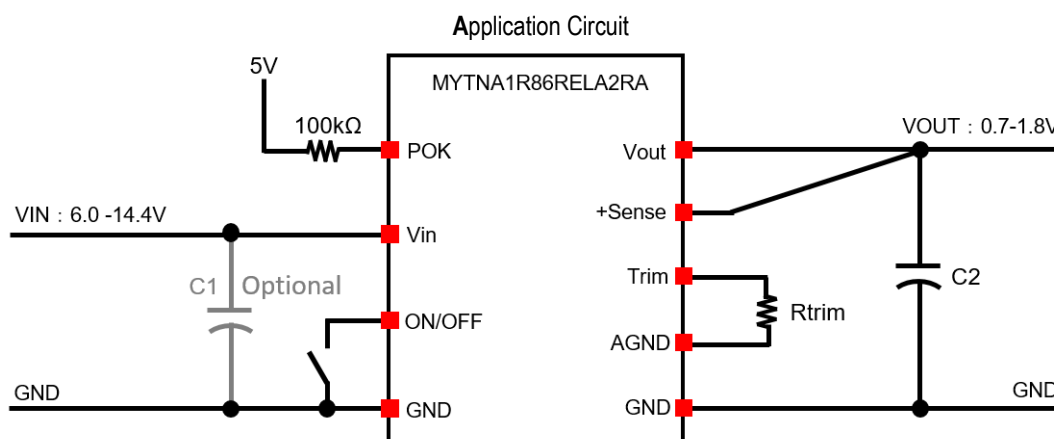 Application Circuit
5V
MYTNA1R86RELA2RA
100kΩ
POK
Vout
VOUT : 0.7-1.8V
VIN : 6.0 -14.4V
+Sense
Vin
Trim
C1 Optional
Rtrim
C2
ON/OFF
AGND
GND
GND
GND
GND